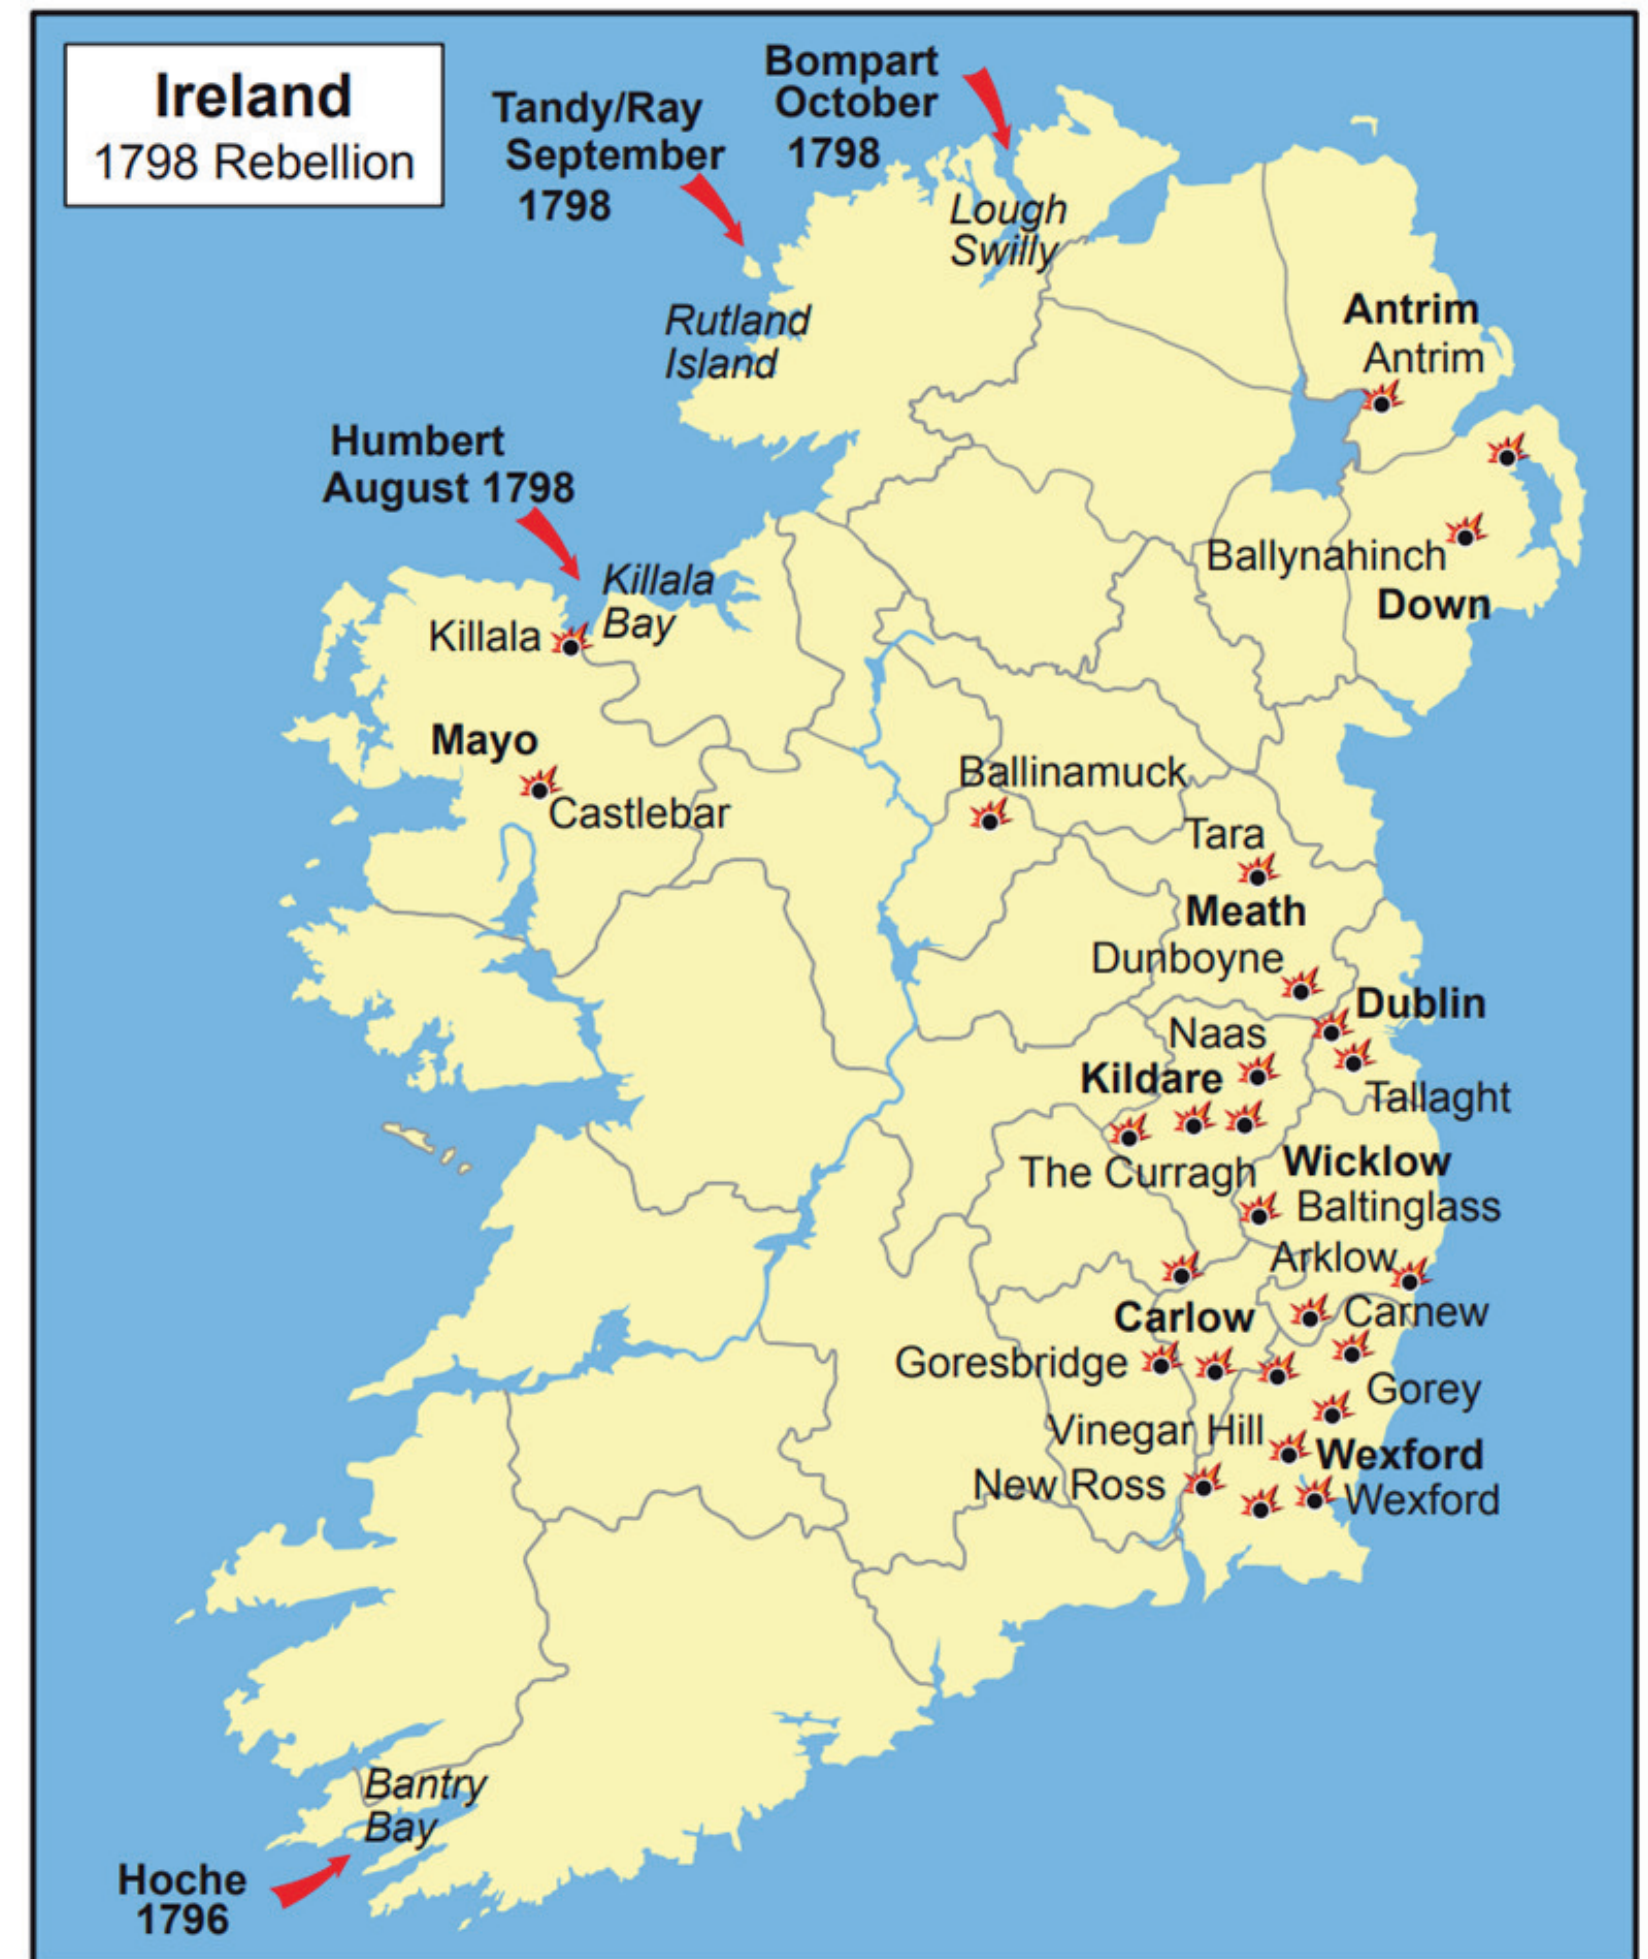 Ireland
1798 Rebellion
Bompart
October
1798
Tandy/Ray
September
1798
Lough
Swilly
Rutland
Island
Antrim
Antrim
Humbert
August 1798
Killala
Bay
Killala
Ballynahinch
Down
Mayo
Castlebar
Ballinamuck
Tara
Meath
Dunboyne
Dublin
Naas
Kildare
Tallaght
The Curragh
Wicklow
Baltinglass
Arklow
Carnew
Carlow
Goresbridge
Gorey
Vinegar Hill
Wexford
New Ross
Wexford
Bantry
Bay
Hoche
1796